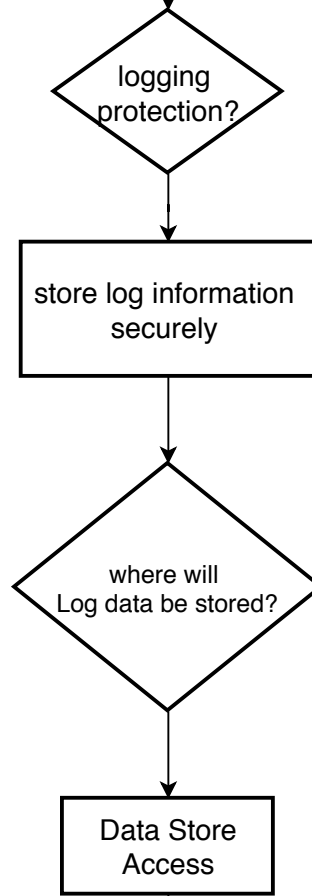 logging
protection?
store log information
securely
where will
Log data be stored?
Data Store
Access